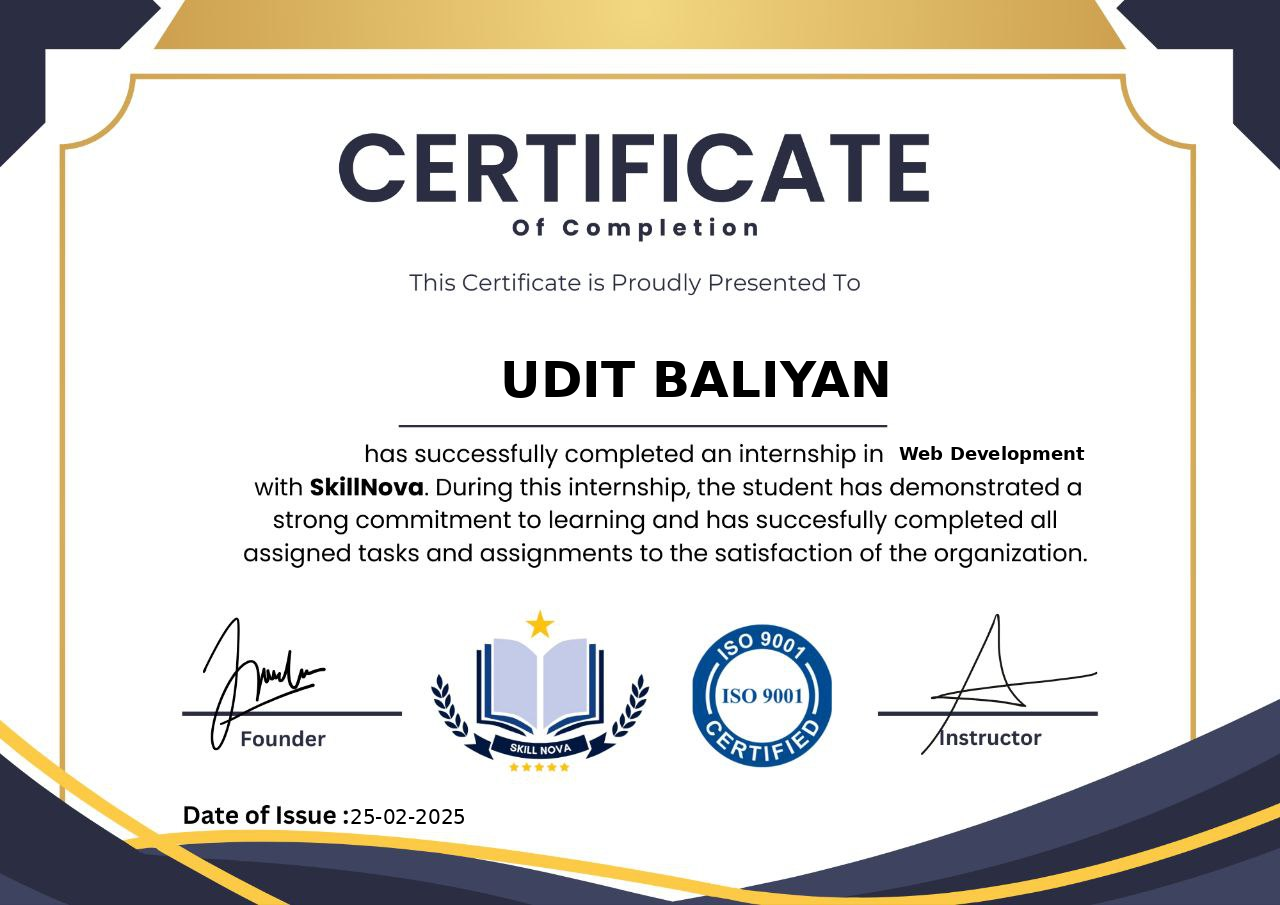 CERTIFICATE
Of Completion
This Certificate is Proudly Presented To
UDIT BALIYAN
has successfully completed an internship in Web Development
with SkillNova. During this internship, the student has demonstrated a
strong commitment to learning and has succesfully completed all
assigned tasks and assignments to the satisfaction of the organization.
Founder
SKILL NOVA
ISO 9001
ISO 9001
CERTIFIED
Instructor
Date of Issue :25-02-2025